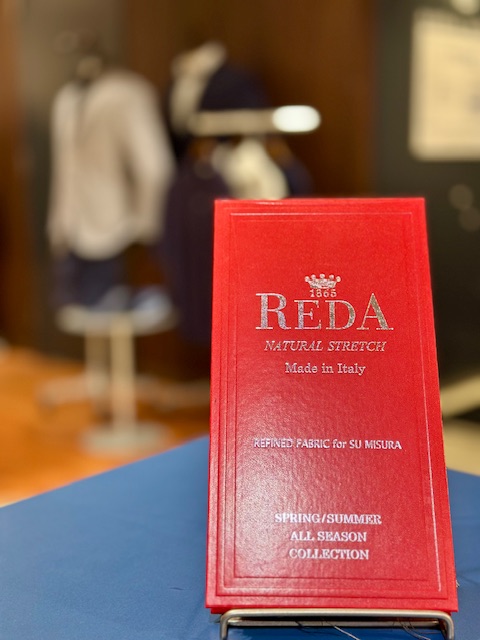 1865
REDA
NATURAL STRETCH
Made in Italy
REFINED FABRIC for SU MISURA
SPRING/SUMMER
ALL SEASON
COLLECTION